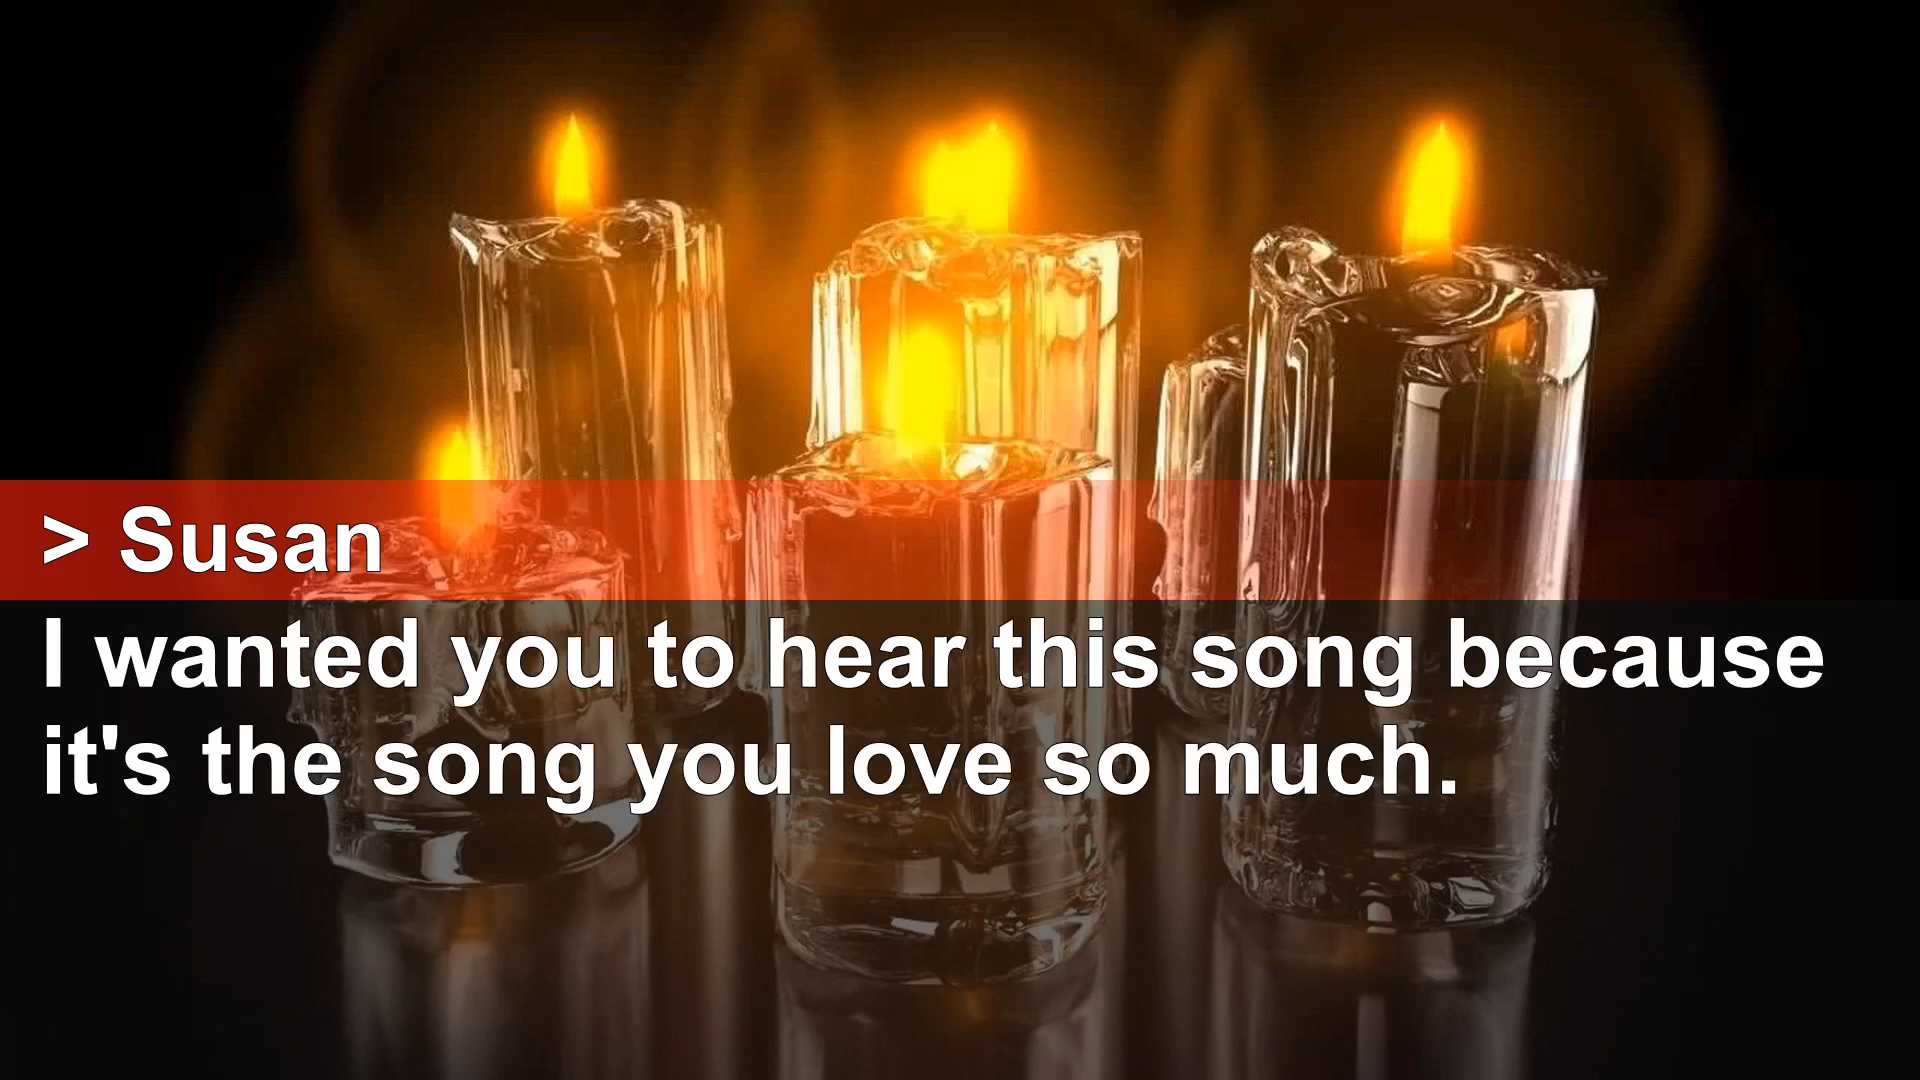 > Susan
I wanted you to hear this song because
it's the song you love so much.